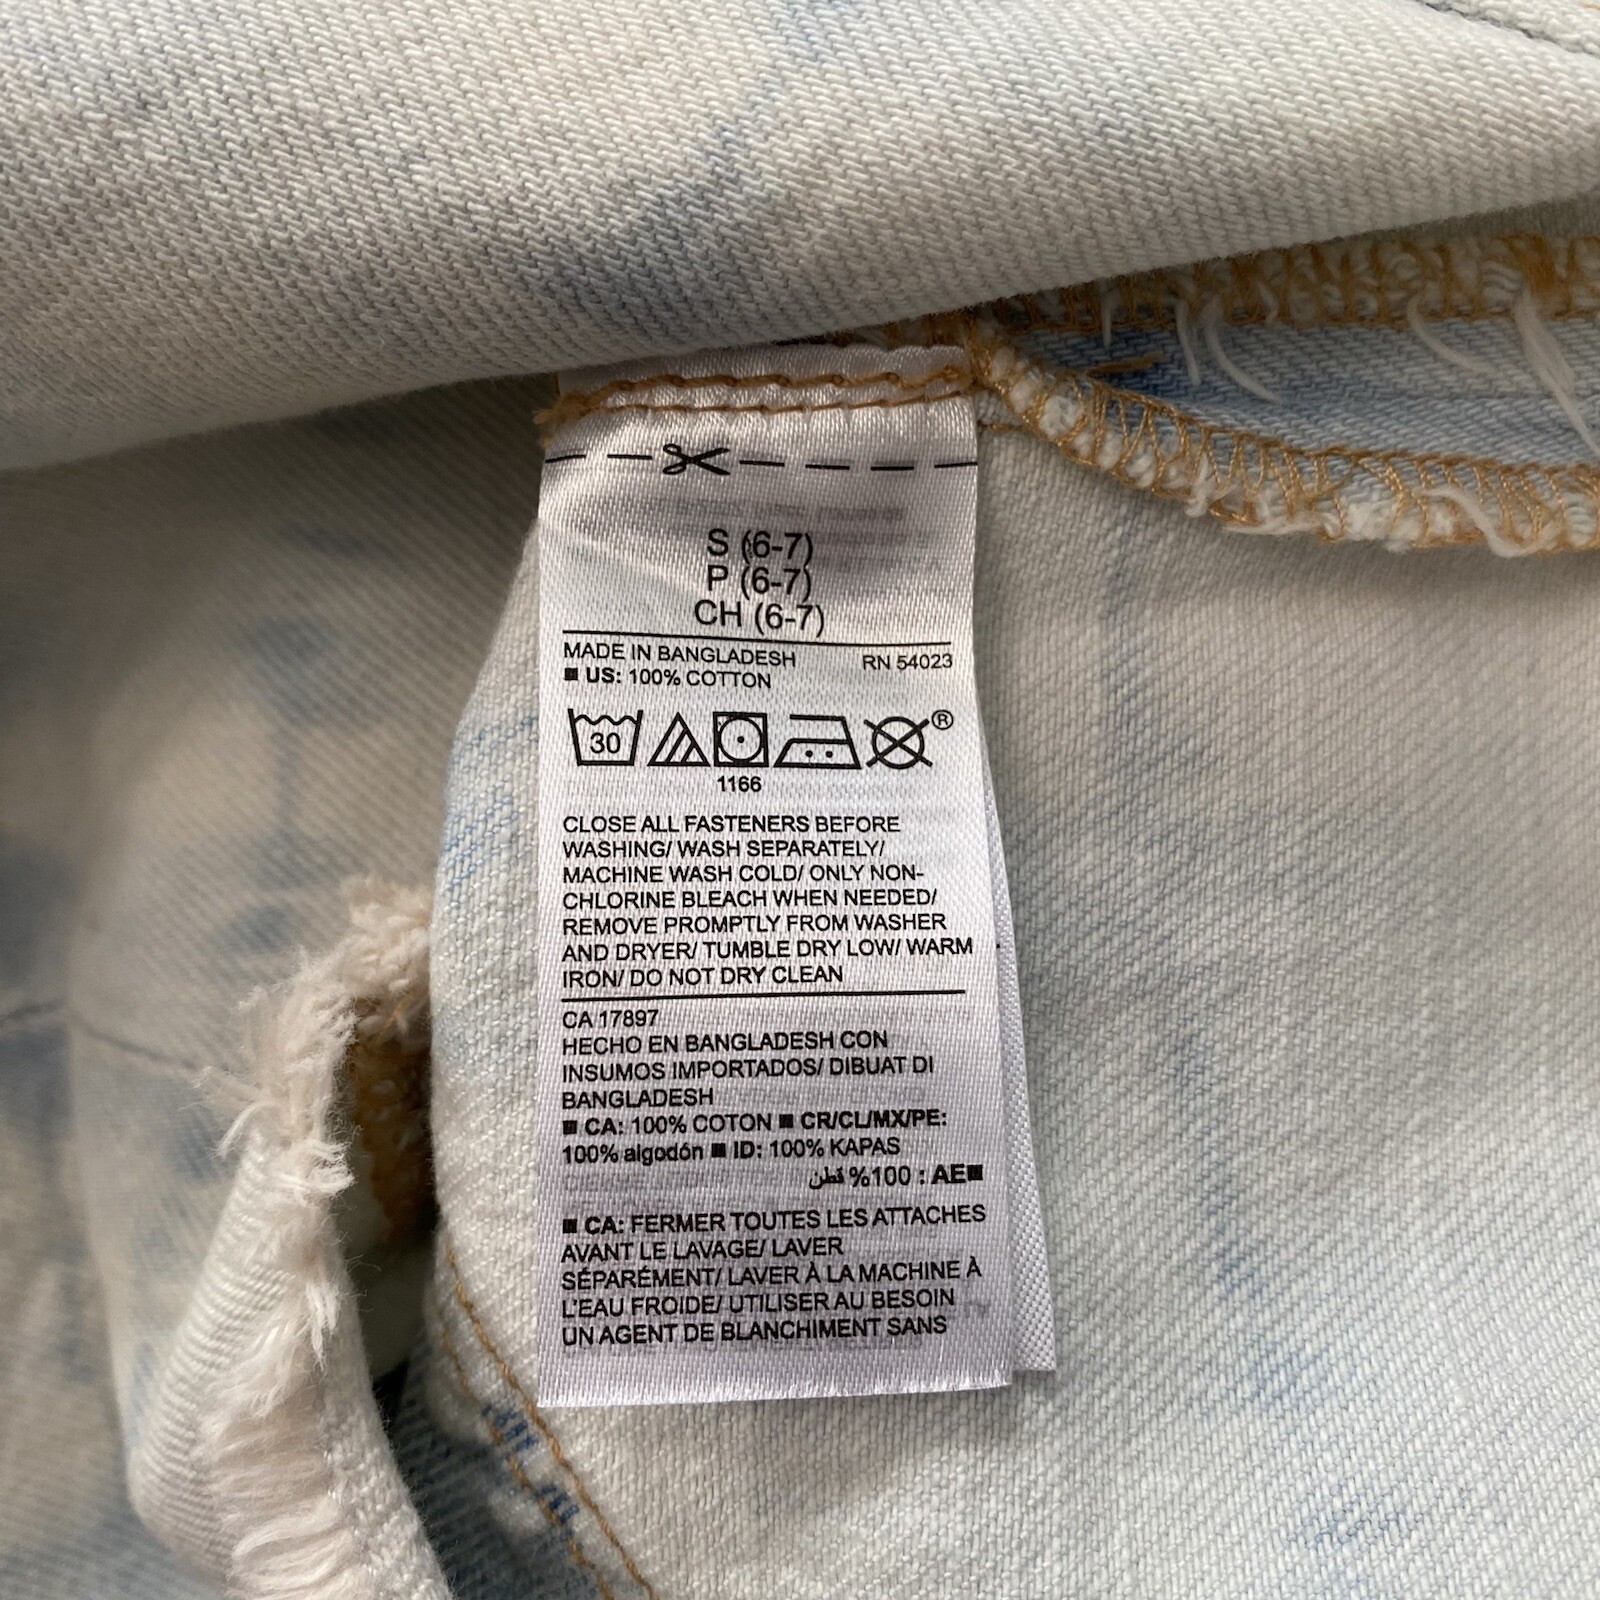 S (6-7)
P (6-7)
CH (6-7)
MADE IN BANGLADESH RN 54023
■ US: 100% COTTON
30 ®
1166
CLOSE ALL FASTENERS BEFORE
WASHING/ WASH SEPARATELY/
MACHINE WASH COLD/ ONLY NON-
CHLORINE BLEACH WHEN NEEDED/
REMOVE PROMPTLY FROM WASHER
AND DRYER/ TUMBLE DRY LOW/ WARM
IRON/ DO NOT DRY CLEAN
CA 17897
HECHO EN BANGLADESH CON
INSUMOS IMPORTADOS/ DIBUAT DI
BANGLADESH
■ CA: 100% COTON ■ CR/CL/MX/PE:
100% algodón ■ ID: 100% KAPAS
■AE : 100% قطن
■ CA: FERMER TOUTES LES ATTACHES
AVANT LE LAVAGE/ LAVER
SÉPARÉMENT/ LAVER À LA MACHINE À
L'EAU FROIDE/ UTILISER AU BESOIN
UN AGENT DE BLANCHIMENT SANS